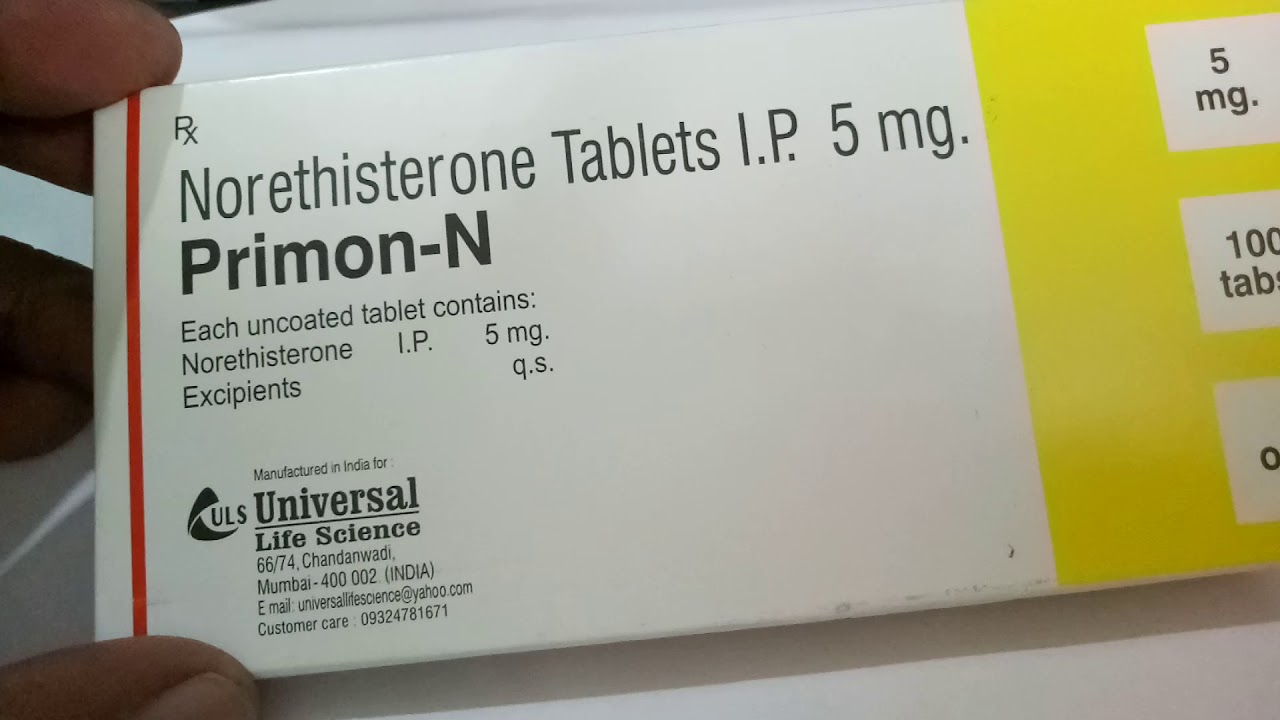 Rx
Norethisterone Tablets I.P. 5 mg.
Primon-N
Each uncoated tablet contains:
Norethisterone I.P. 5 mg.
Excipients q.s.
Manufactured in India for :
ULS Universal
Life Science
66/74, Chandanwadi,
Mumbai - 400 002. (INDIA)
E mail: universallifescience@yahoo.com
Customer care : 09324781671
5
mg.
100
tabs